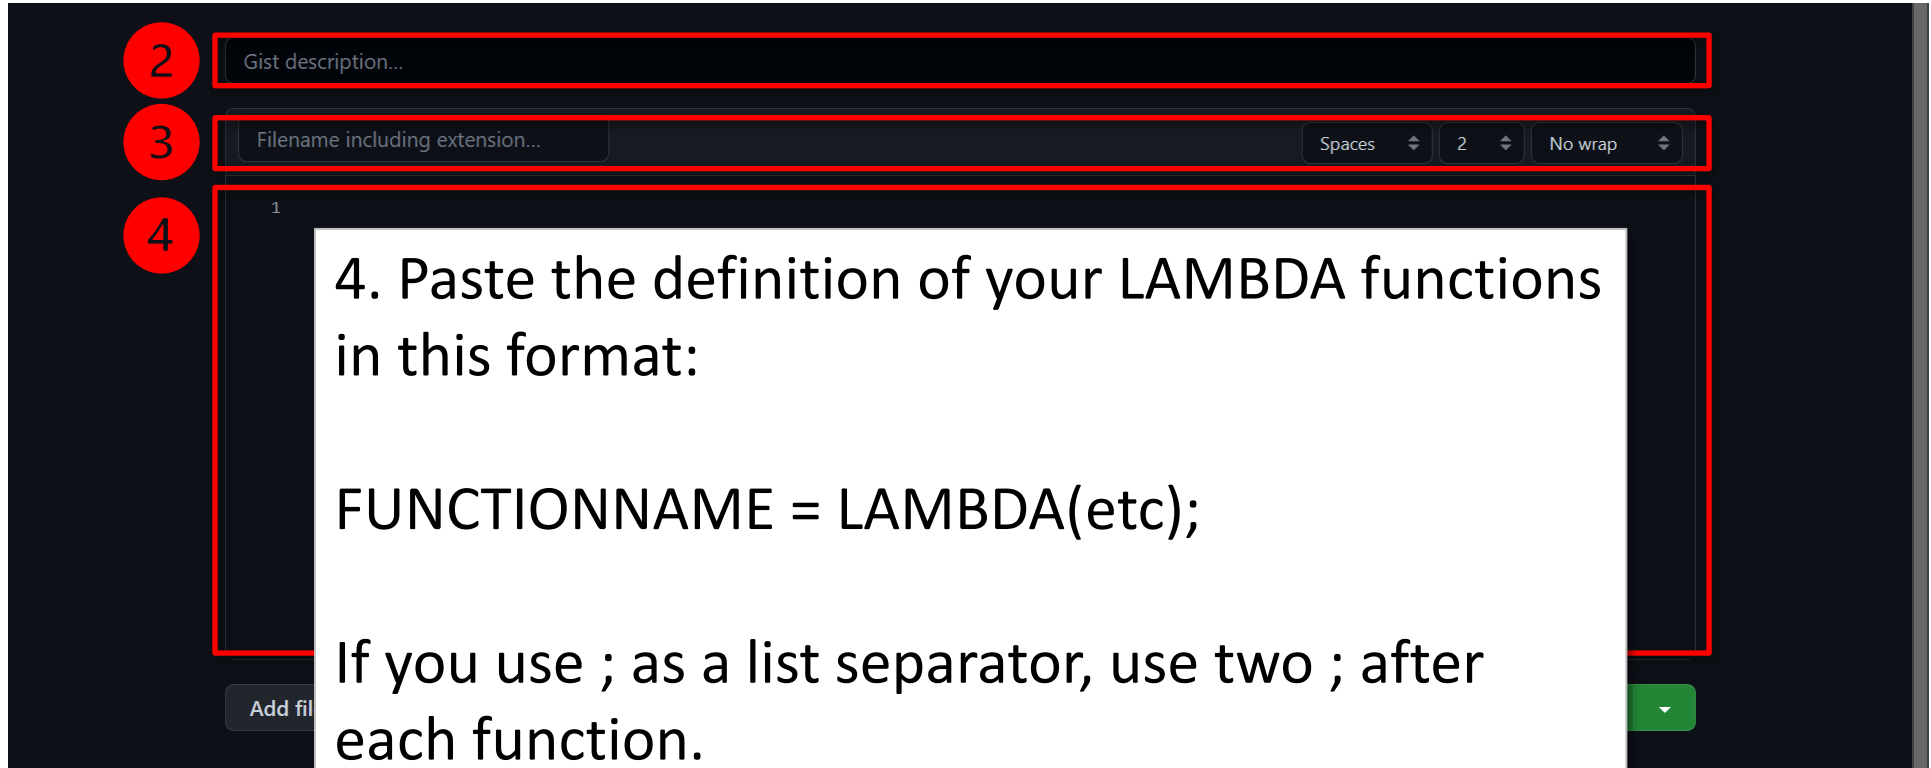 2
Gist description...
3
Filename including extension...
Spaces
2
No wrap
4
1
4. Paste the definition of your LAMBDA functions
in this format:
FUNCTIONNAME = LAMBDA(etc);
If you use ; as a list separator, use two ; after
each function.
Add fil